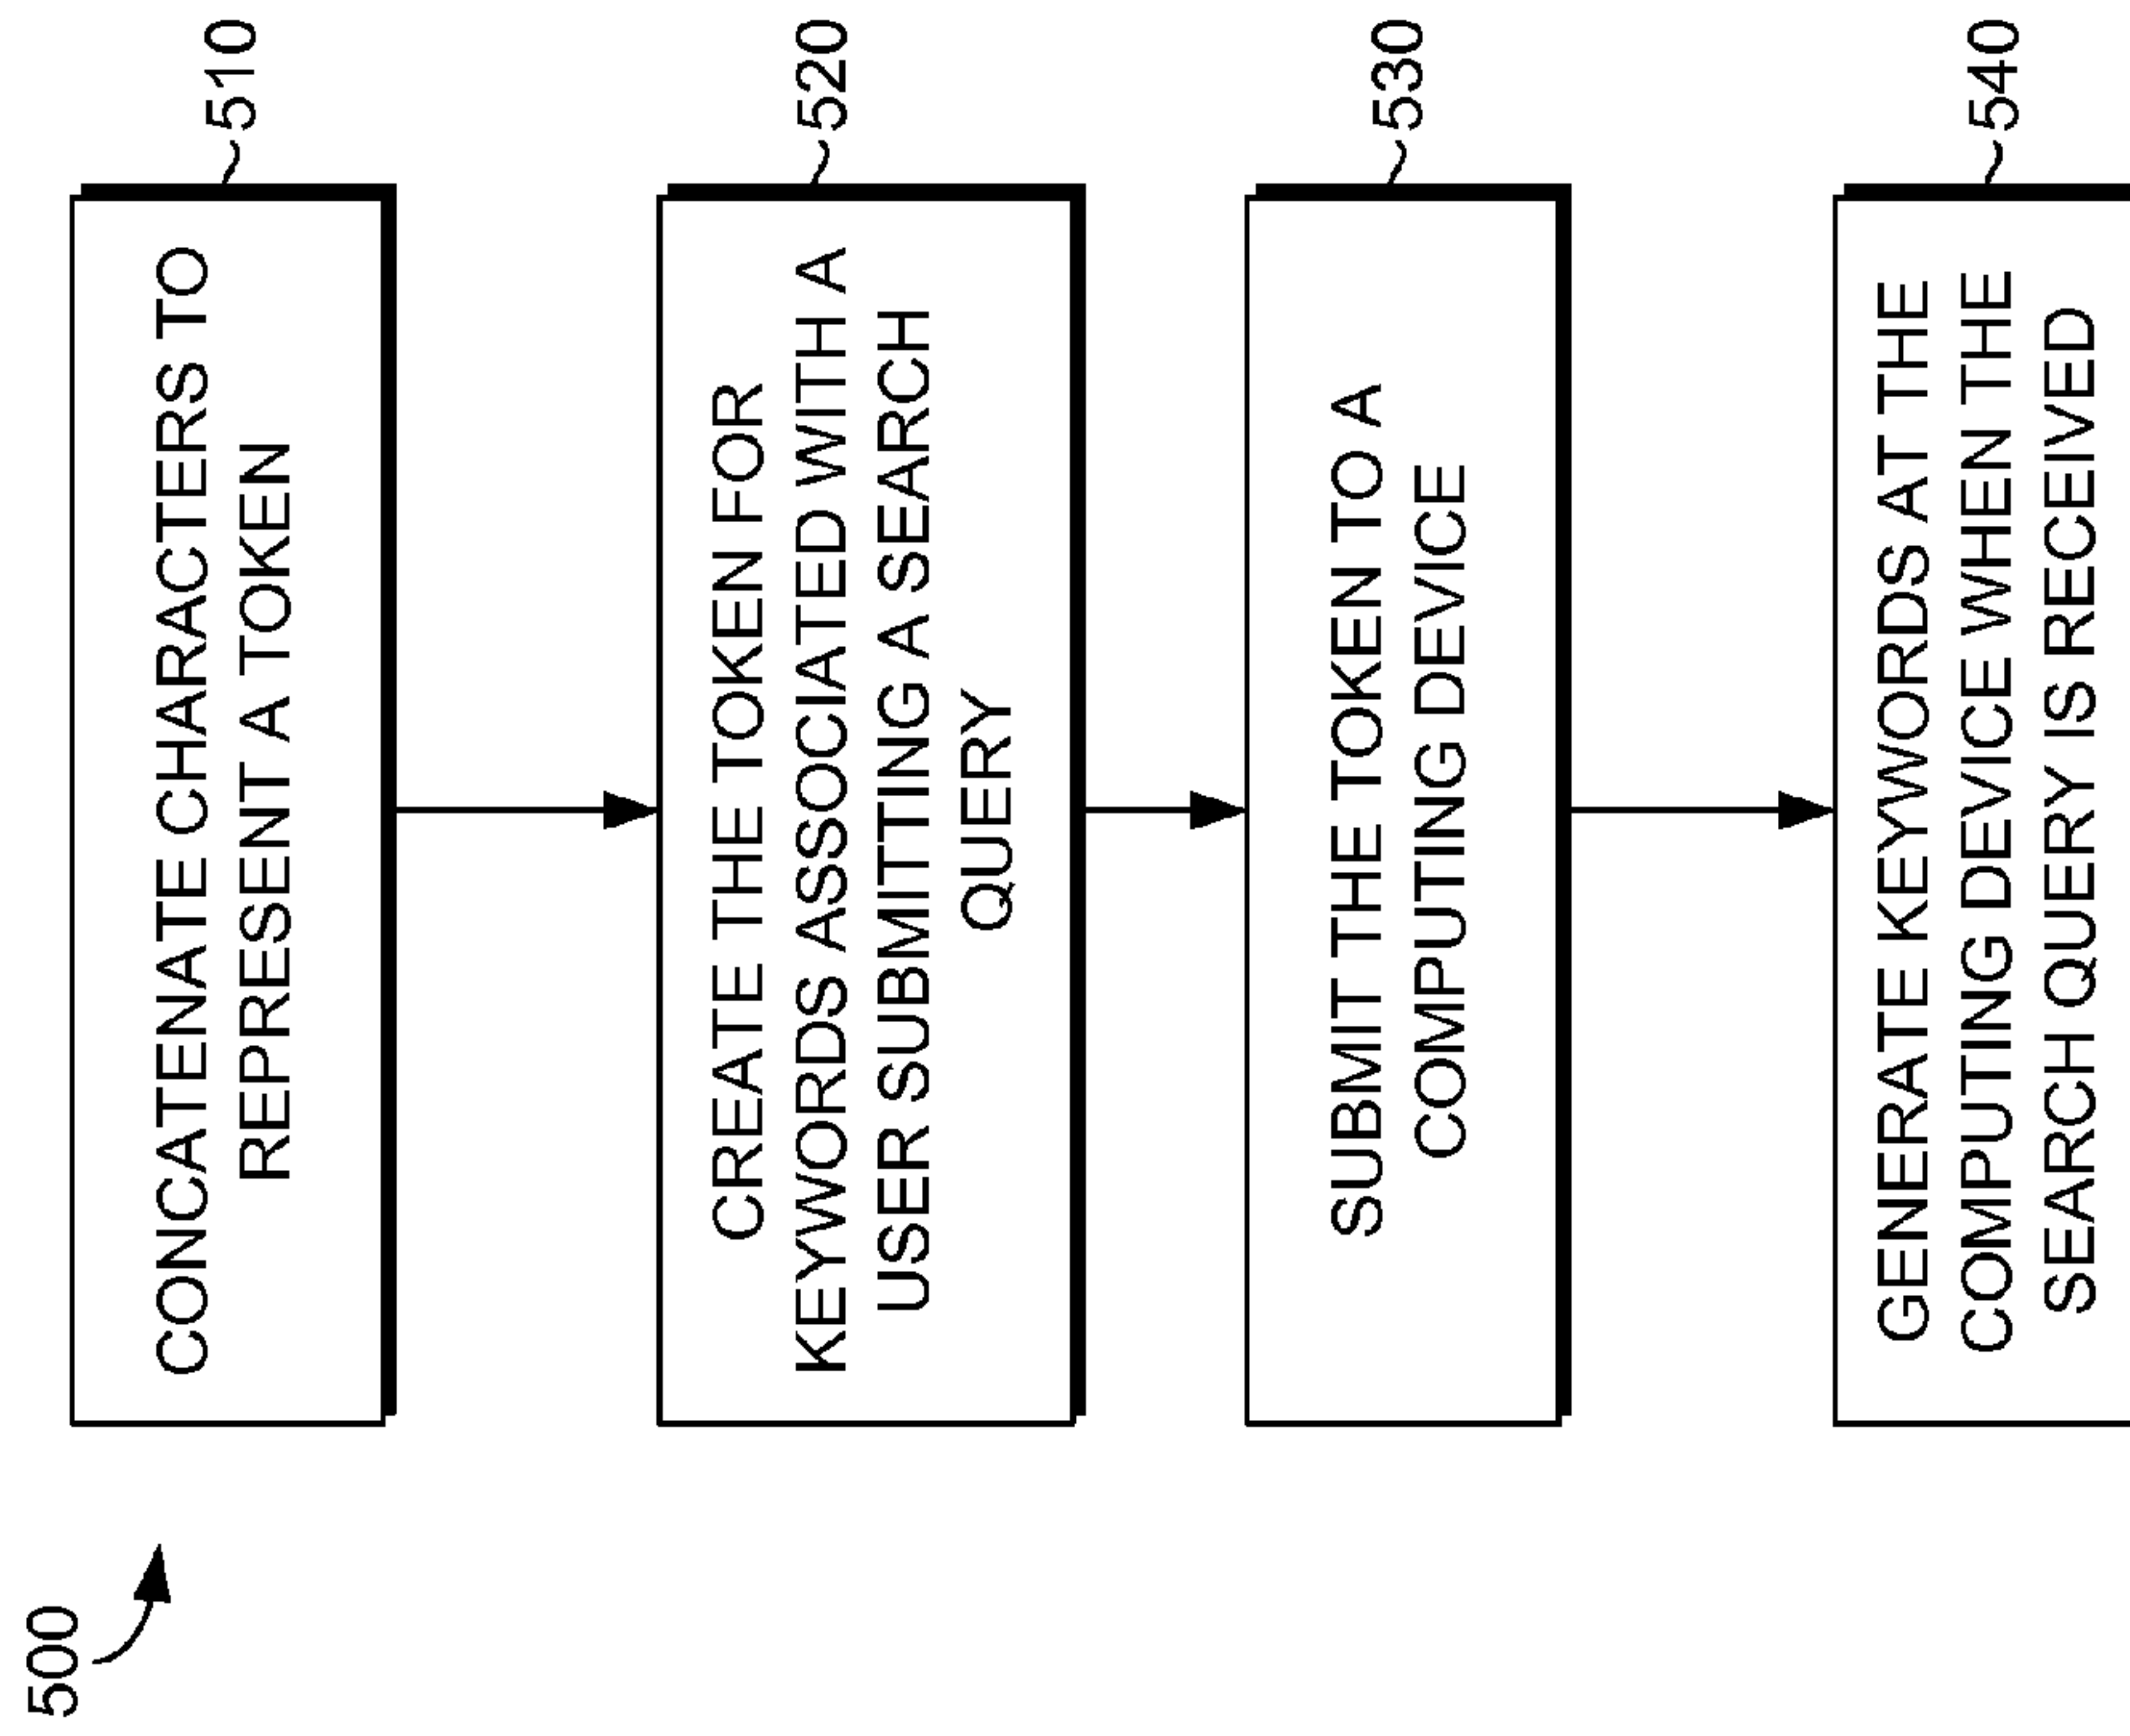 500
CONCATENATE CHARACTERS TO
REPRESENT A TOKEN
510
CREATE THE TOKEN FOR
KEYWORDS ASSOCIATED WITH A
USER SUBMITTING A SEARCH
QUERY
520
SUBMIT THE TOKEN TO A
COMPUTING DEVICE
530
GENERATE KEYWORDS AT THE
COMPUTING DEVICE WHEN THE
SEARCH QUERY IS RECEIVED
540